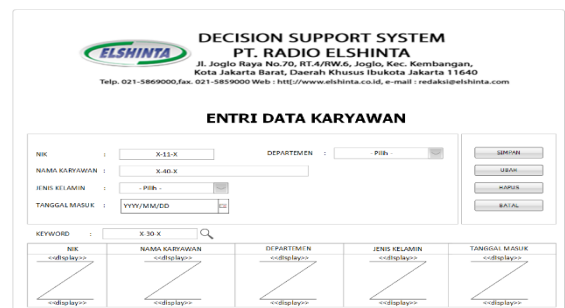 ELSHINTA
DECISION SUPPORT SYSTEM
PT. RADIO ELSHINTA
Jl. Joglo Raya No.70, RT.4/RW.6, Joglo, Kec. Kembangan,
Kota Jakarta Barat, Daerah Khusus Ibukota Jakarta 11640
Telp. 021-5869000,fax. 021-5859000 Web : htt[://www.elshinta.co.id, e-mail : redaksi@elshinta.com
ENTRI DATA KARYAWAN
NIK : X-11-X DEPARTEMEN : - Pilih - SIMPAN
NAMA KARYAWAN : X-40-X UBAH
JENIS KELAMIN : - Pilih - HAPUS
TANGGAL MASUK : YYYY/MM/DD BATAL
KEYWORD : X-30-X
NIK NAMA KARYAWAN DEPARTEMEN JENIS KELAMIN TANGGAL MASUK
<<display>> <<display>> <<display>> <<display>> <<display>>
<<display>> <<display>> <<display>> <<display>> <<display>>